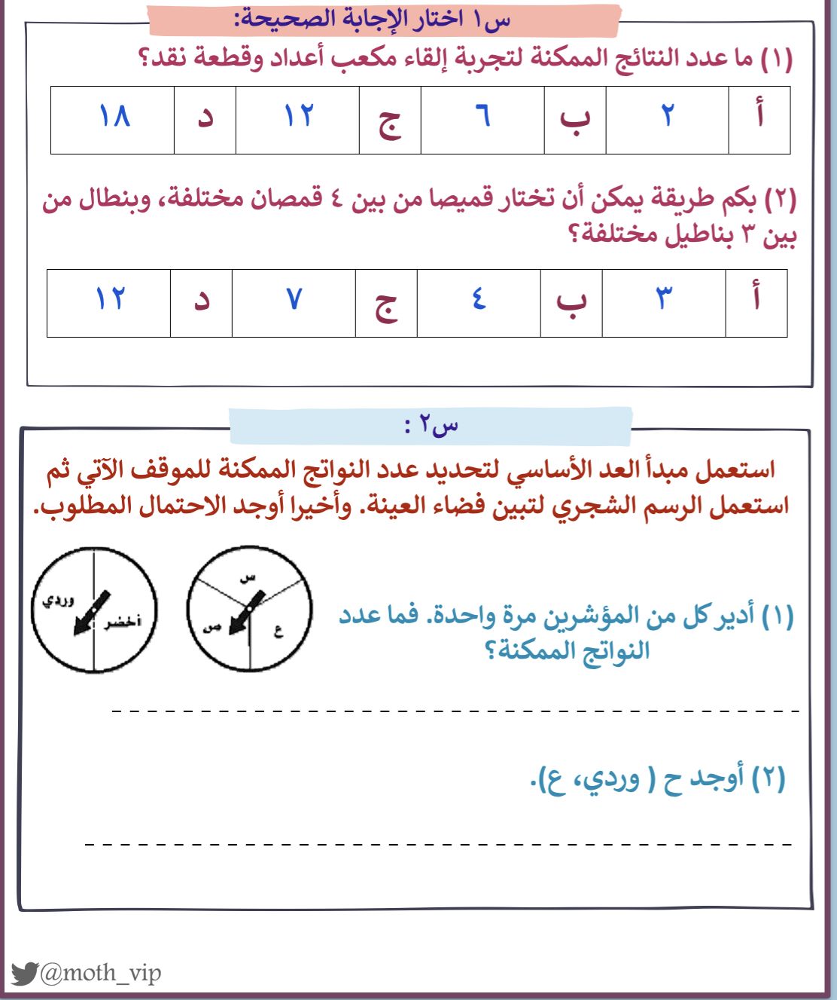 س١ اختار الإجابة الصحيحة:
(١) ما عدد النتائج الممكنة لتجربة إلقاء مكعب أعداد وقطعة نقد؟
أ ٢ ب ٦ ج ١٢ د ١٨
(٢) بكم طريقة يمكن أن تختار قميصا من بين ٤ قمصان مختلفة، وبنطال من
بين ٣ بناطيل مختلفة؟
أ ٣ ب ٤ ج ٧ د ١٢
س٢ :
استعمل مبدأ العد الأساسي لتحديد عدد النواتج الممكنة للموقف الآتي ثم
استعمل الرسم الشجري لتبين فضاء العينة. وأخيرا أوجد الاحتمال المطلوب.
س
ص
ع
وردي
أخضر
(١) أدير كل من المؤشرين مرة واحدة. فما عدد
النواتج الممكنة؟
(٢) أوجد ح ( وردي، ع).
@moth_vip